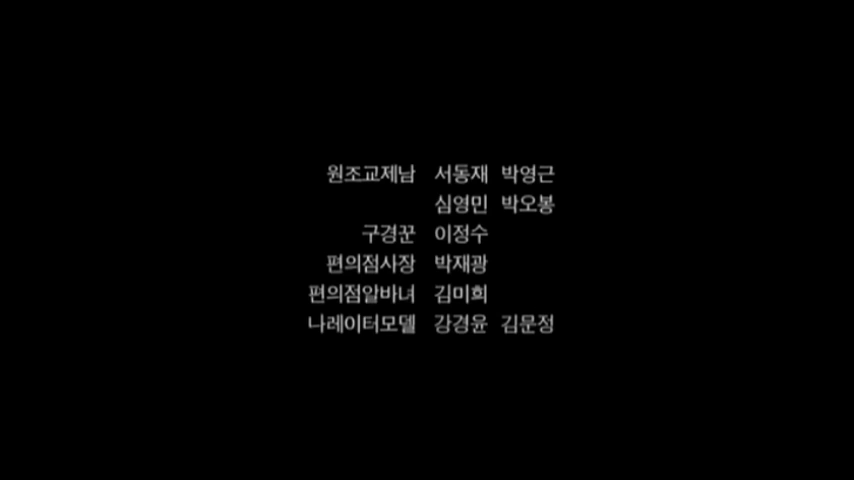 원조교제남 서동재 박영근
심영민 박오봉
구경꾼 이정수
편의점사장 박재광
편의점알바녀 김미희
나레이터모델 강경윤 김문정